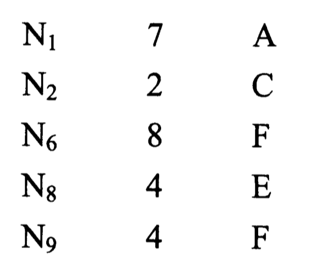 N₁ 7 A
N₂ 2 C
N₆ 8 F
N₈ 4 E
N₉ 4 F